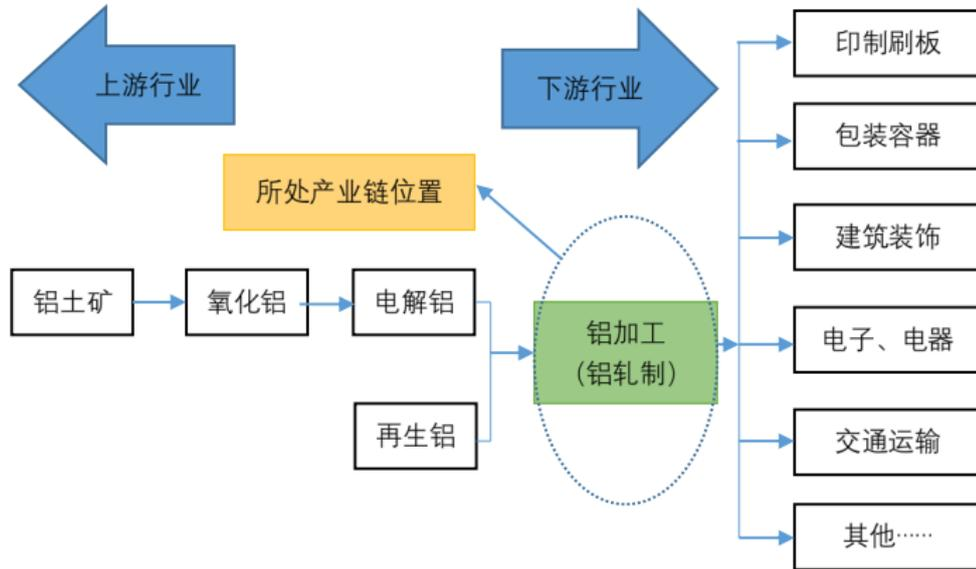 上游行业
下游行业
所处产业链位置
铝土矿
氧化铝
电解铝
再生铝
铝加工
（铝轧制）
印制刷板
包装容器
建筑装饰
电子、电器
交通运输
其他……